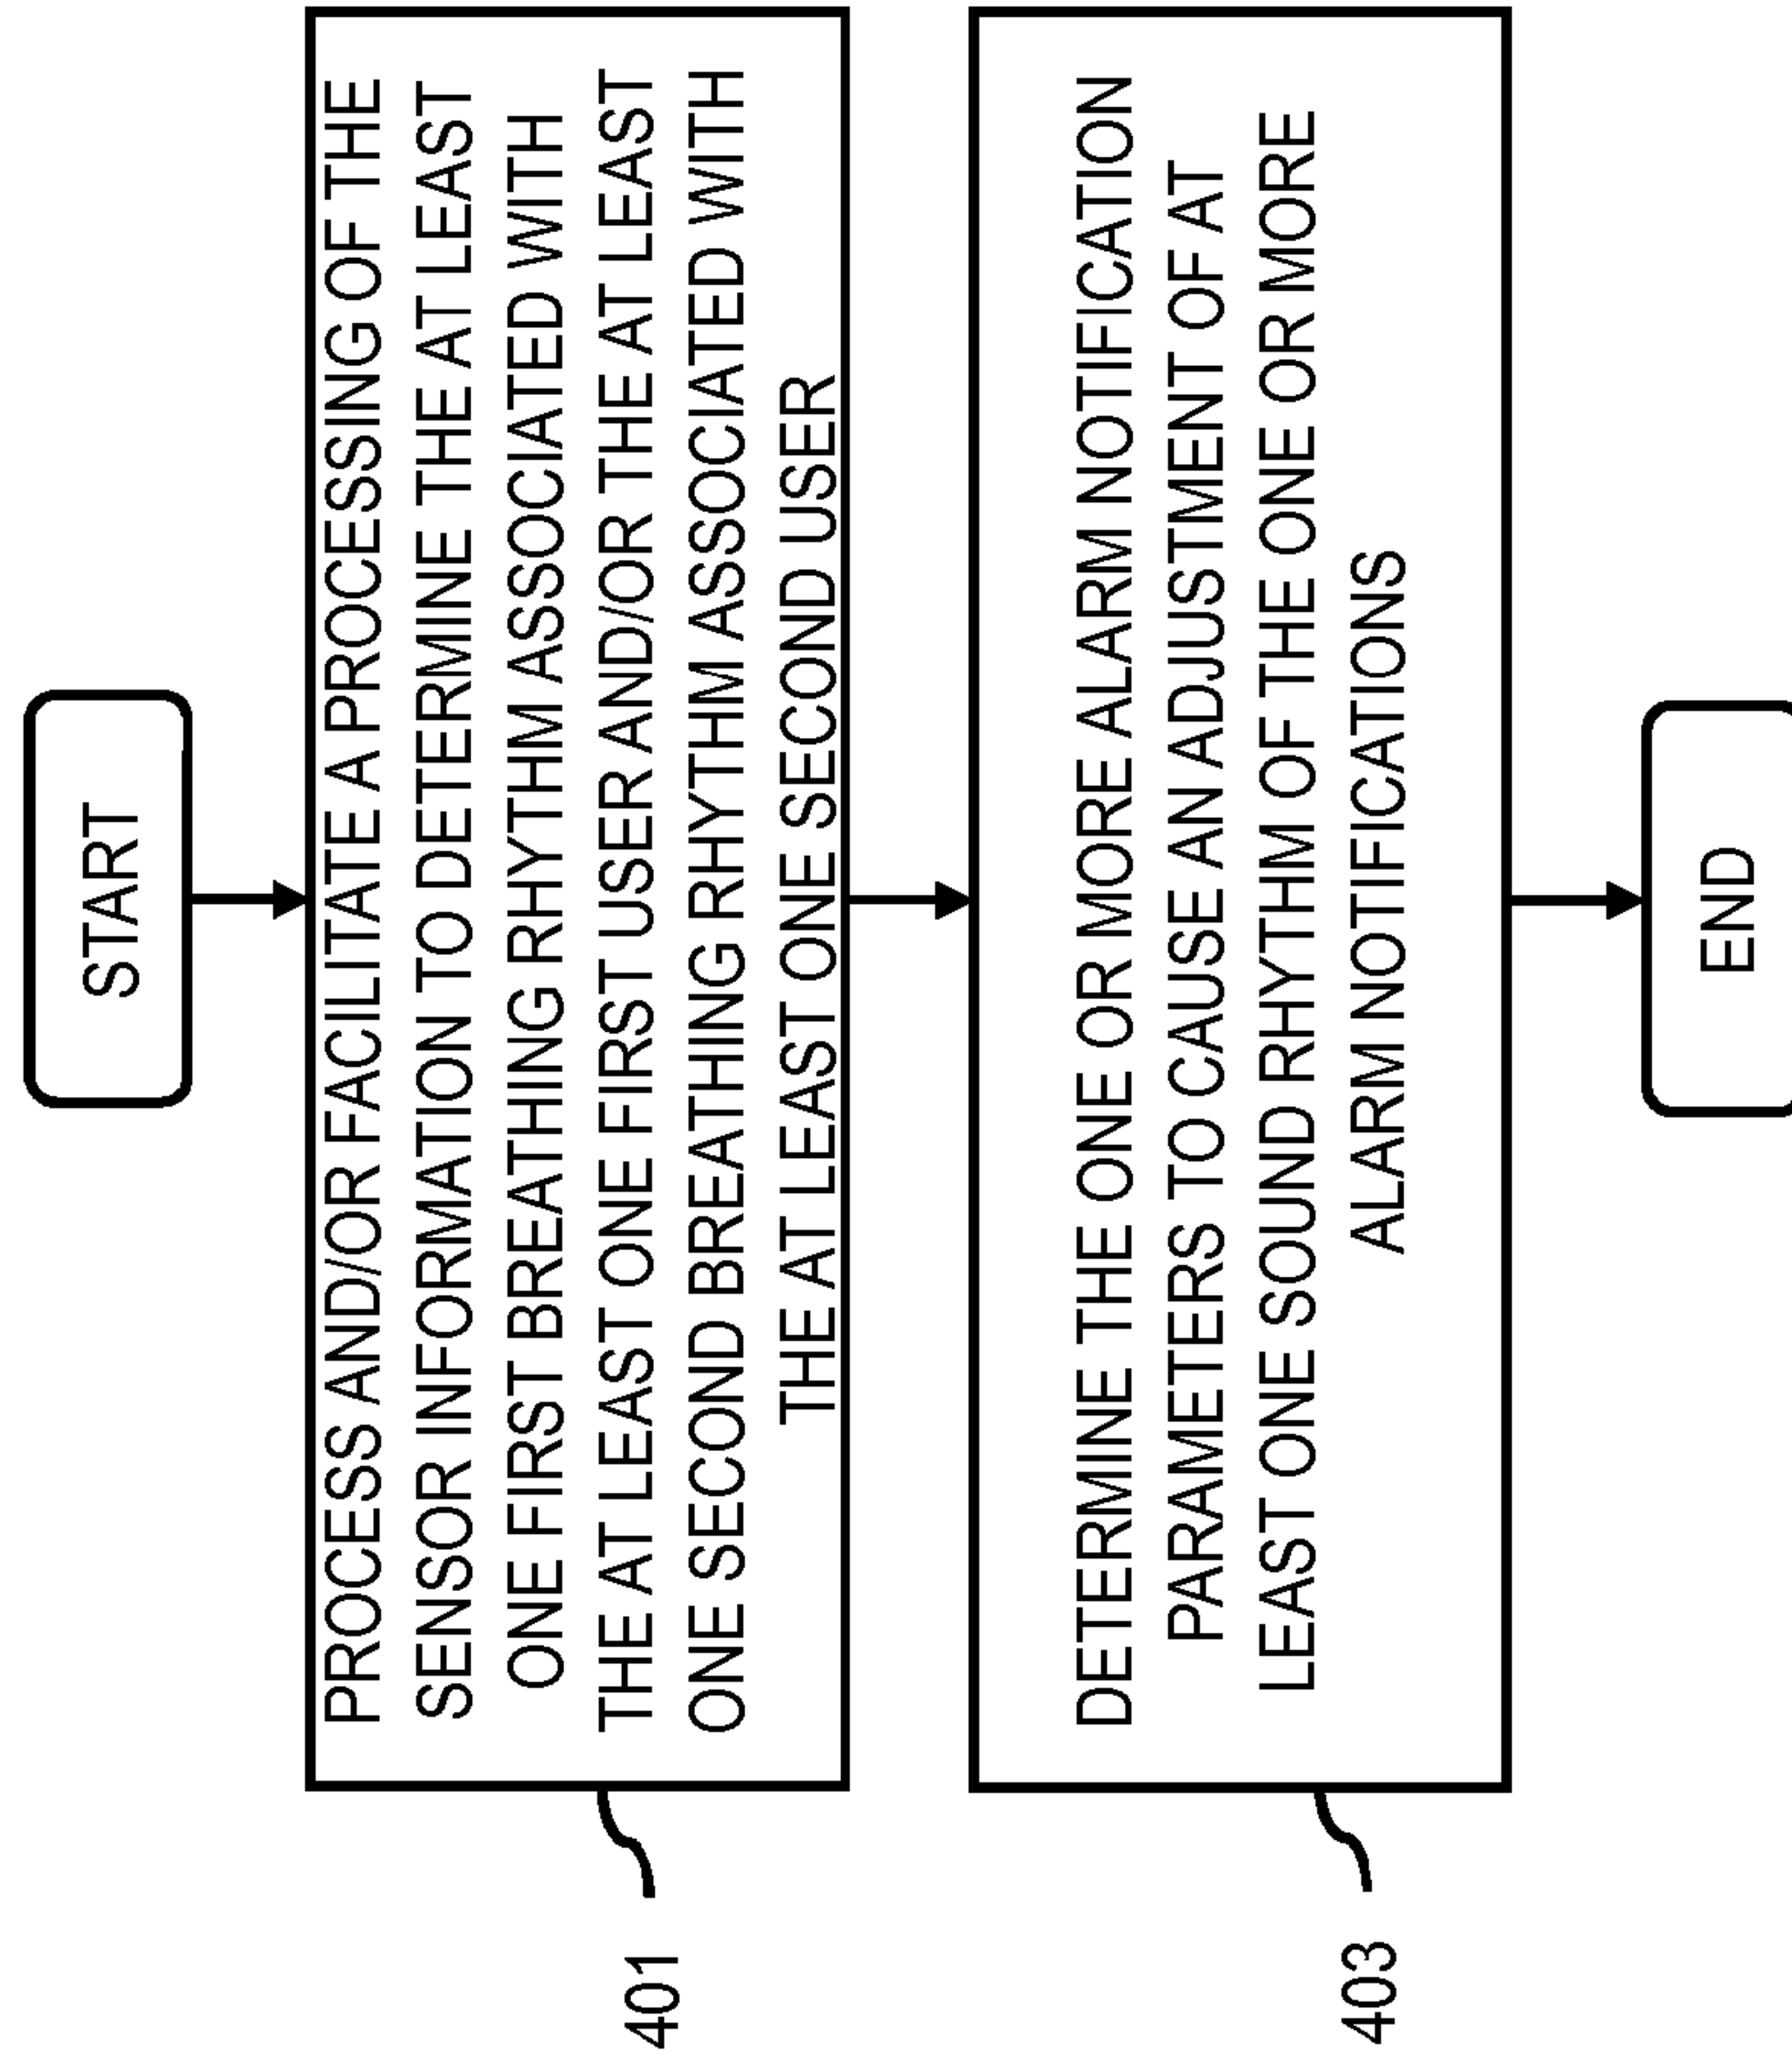 START
PROCESS AND/OR FACILITATE A PROCESSING OF THE
SENSOR INFORMATION TO DETERMINE THE AT LEAST
ONE FIRST BREATHING RHYTHM ASSOCIATED WITH
THE AT LEAST ONE FIRST USER AND/OR THE AT LEAST
ONE SECOND BREATHING RHYTHM ASSOCIATED WITH
THE AT LEAST ONE SECOND USER
401
DETERMINE THE ONE OR MORE ALARM NOTIFICATION
PARAMETERS TO CAUSE AN ADJUSTMENT OF AT
LEAST ONE SOUND RHYTHM OF THE ONE OR MORE
ALARM NOTIFICATIONS
403
END